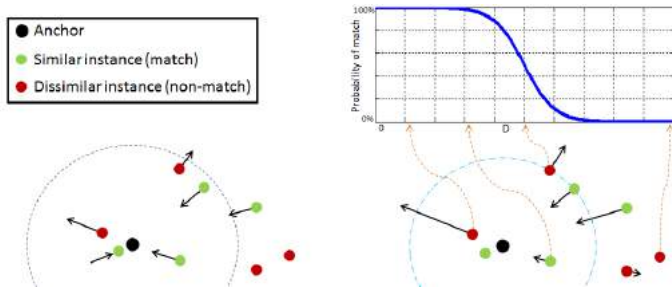 Anchor
Similar instance (match)
Dissimilar instance (non-match)
100%
Probability of match
0%
0
D